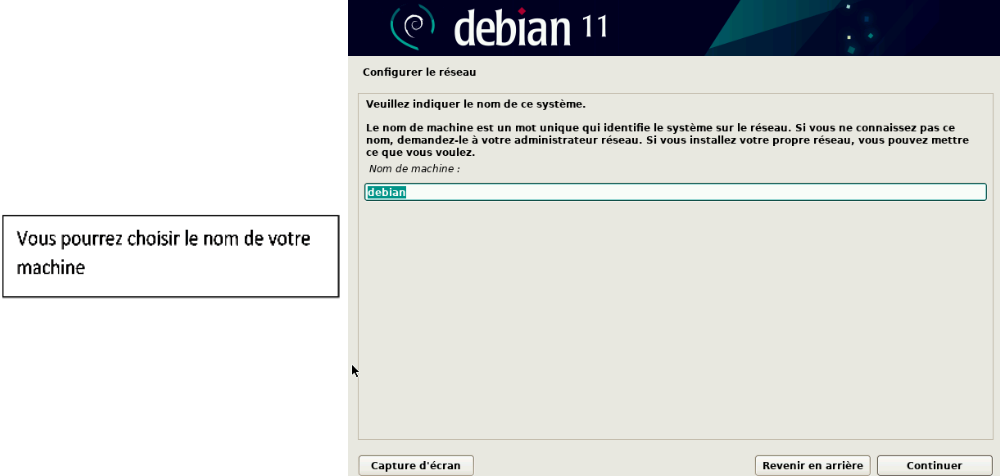 debian 11
Configurer le réseau
Veuillez indiquer le nom de ce système.
Le nom de machine est un mot unique qui identifie le système sur le réseau. Si vous ne connaissez pas ce
nom, demandez-le à votre administrateur réseau. Si vous installez votre propre réseau, vous pouvez mettre
ce que vous voulez.
Nom de machine :
debian
Vous pourrez choisir le nom de votre
machine
Capture d'écran
Revenir en arrière
Continuer